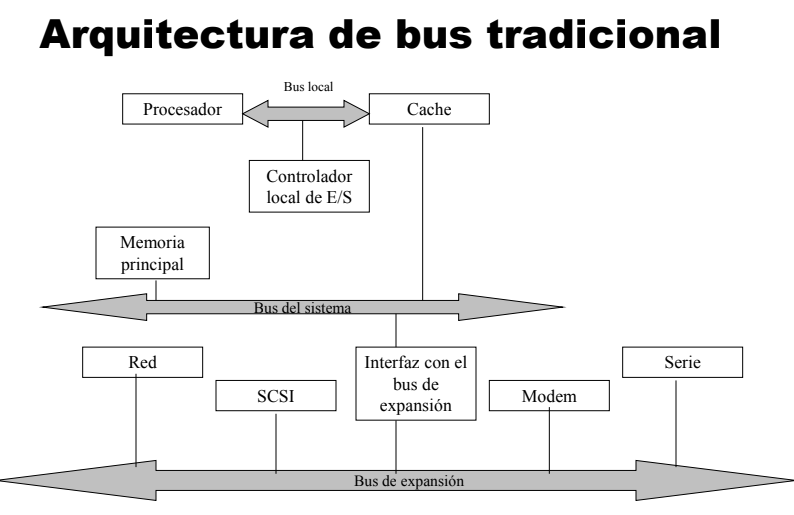 Arquitectura de bus tradicional
Bus local
Procesador
Cache
Controlador
local de E/S
Memoria
principal
Bus del sistema
Red
Interfaz con el
bus de
expansión
Serie
SCSI
Modem
Bus de expansión